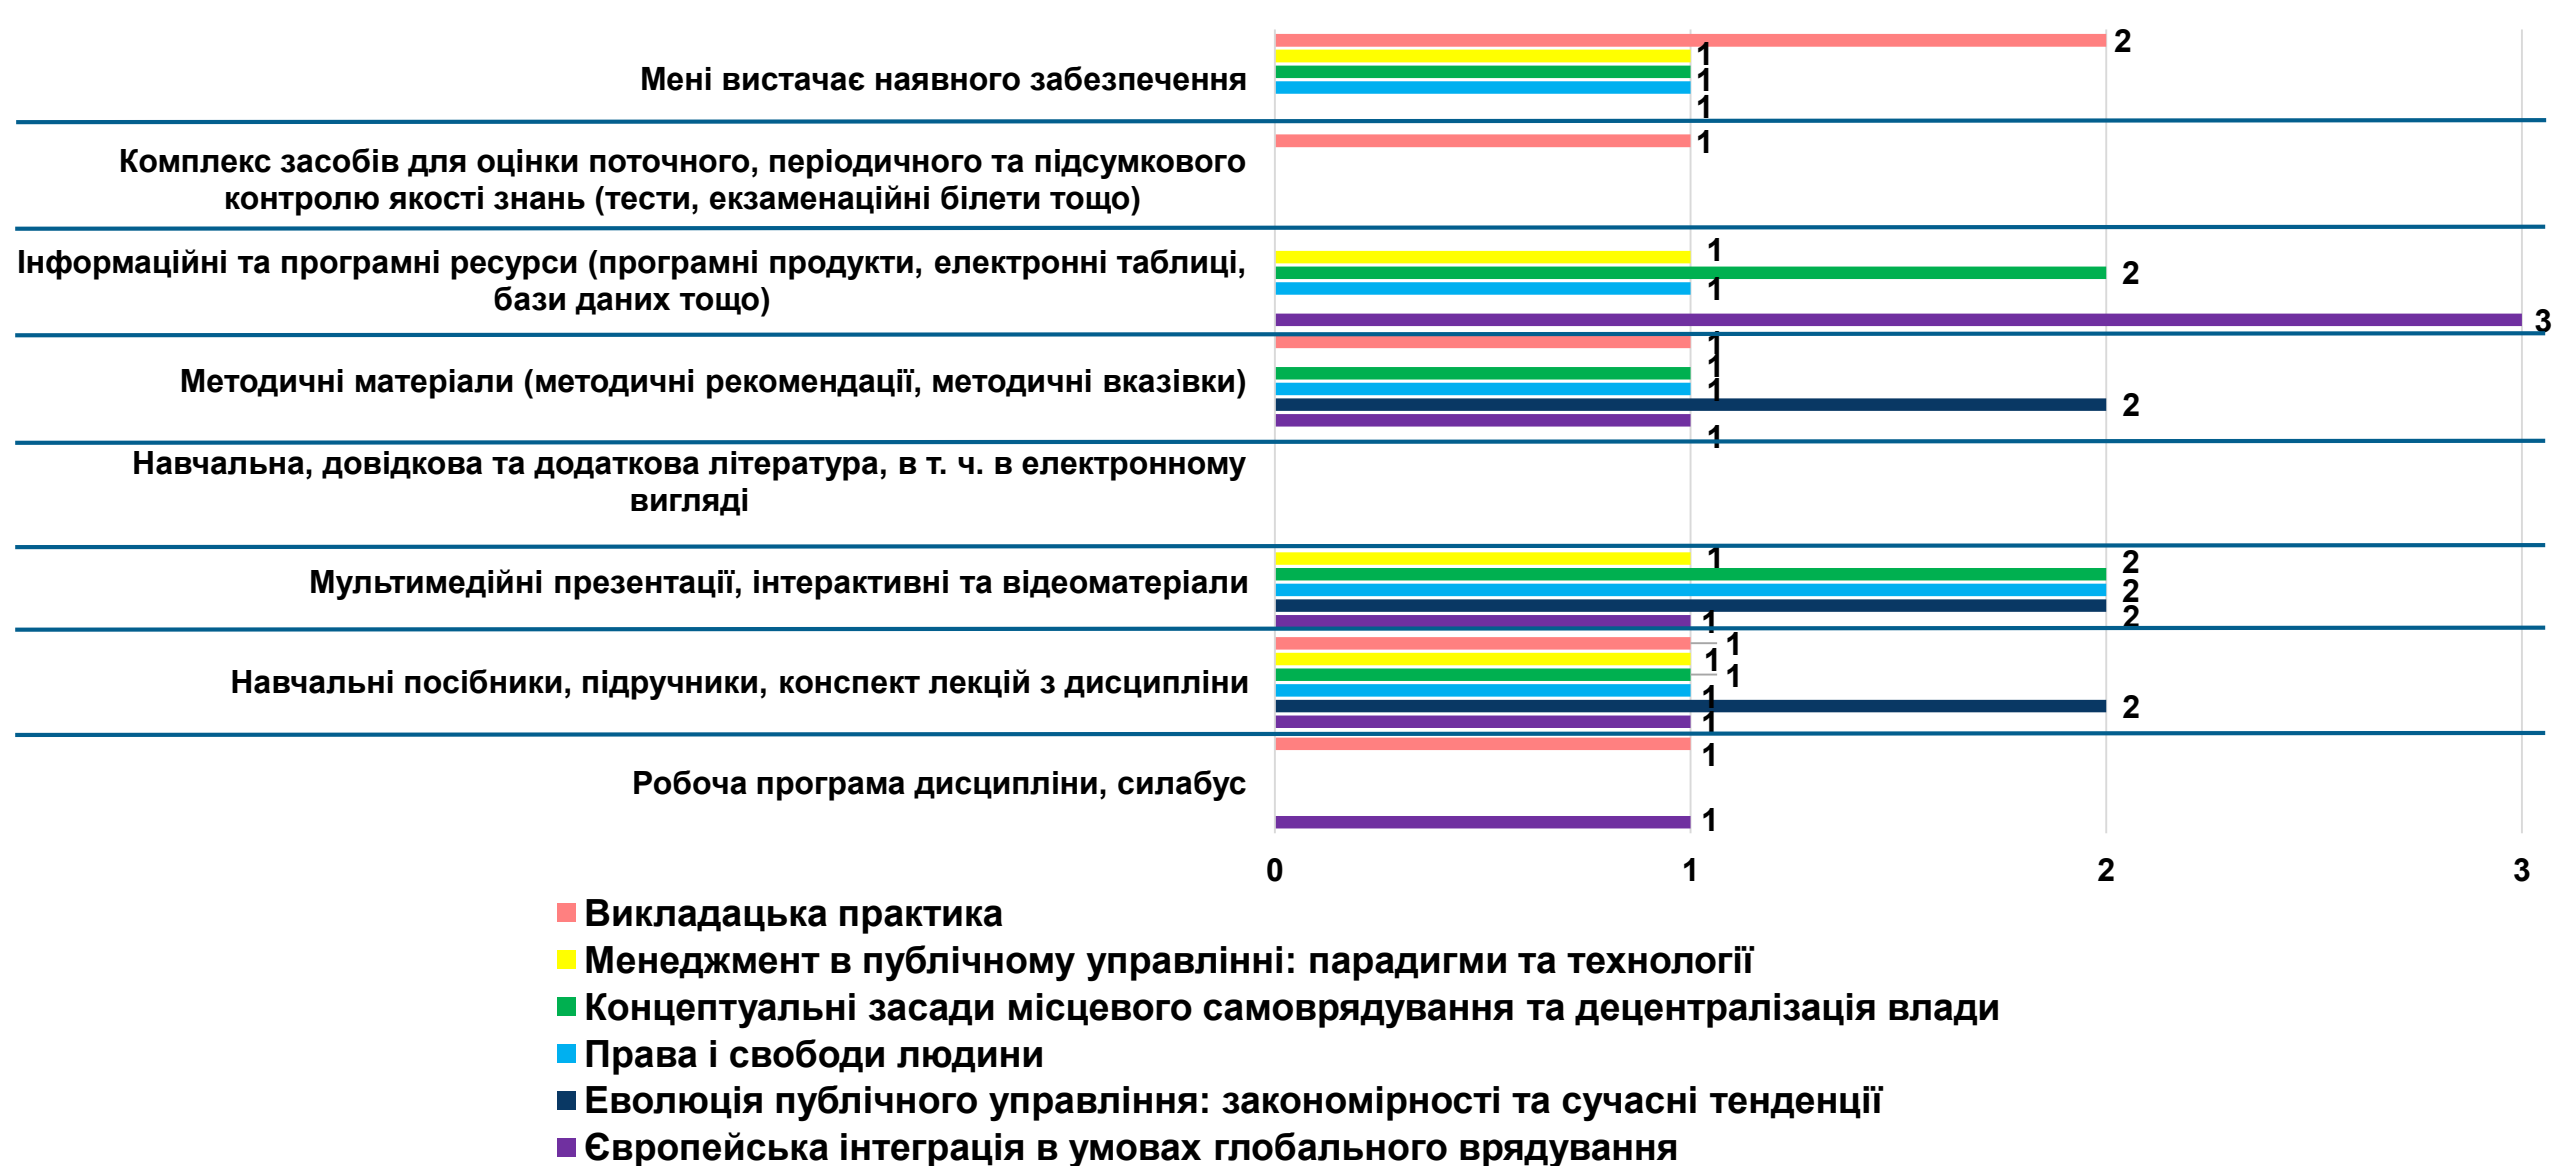 Мені вистачає наявного забезпечення
2
1
1
1
Комплекс засобів для оцінки поточного, періодичного та підсумкового
контролю якості знань (тести, екзаменаційні білети тощо)
1
Інформаційні та програмні ресурси (програмні продукти, електронні таблиці,
бази даних тощо)
1
2
1
3
Методичні матеріали (методичні рекомендації, методичні вказівки)
1
1
1
2
1
Навчальна, довідкова та додаткова література, в т. ч. в електронному
вигляді
Мультимедійні презентації, інтерактивні та відеоматеріали
1
2
2
2
1
Навчальні посібники, підручники, конспект лекцій з дисципліни
1
1
1
1
2
1
Робоча програма дисципліни, силабус
1
1
0 1 2 3
Викладацька практика
Менеджмент в публічному управлінні: парадигми та технології
Концептуальні засади місцевого самоврядування та децентралізація влади
Права і свободи людини
Еволюція публічного управління: закономірності та сучасні тенденції
Європейська інтеграція в умовах глобального врядування